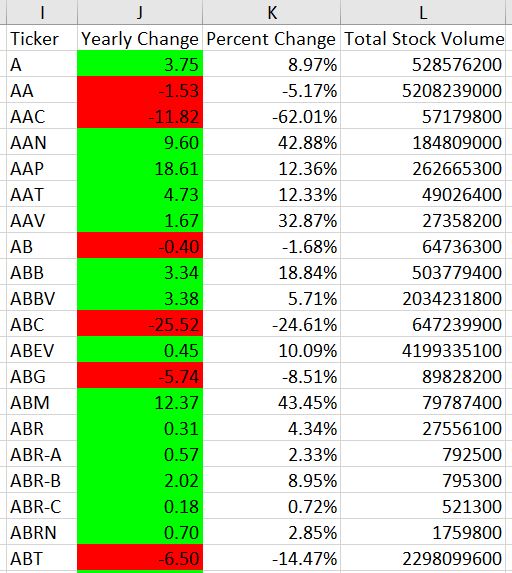 I J K L
Ticker Yearly Change Percent Change Total Stock Volume
A 3.75 8.97% 528576200
AA -1.53 -5.17% 5208239000
AAC -11.82 -62.01% 57179800
AAN 9.60 42.88% 184809000
AAP 18.61 12.36% 262665300
AAT 4.73 12.33% 49026400
AAV 1.67 32.87% 27358200
AB -0.40 -1.68% 64736300
ABB 3.34 18.84% 503779400
ABBV 3.38 5.71% 2034231800
ABC -25.52 -24.61% 647239900
ABEV 0.45 10.09% 4199335100
ABG -5.74 -8.51% 89828200
ABM 12.37 43.45% 79787400
ABR 0.31 4.34% 27556100
ABR-A 0.57 2.33% 792500
ABR-B 2.02 8.95% 795300
ABR-C 0.18 0.72% 521300
ABRN 0.70 2.85% 1759800
ABT -6.50 -14.47% 2298099600